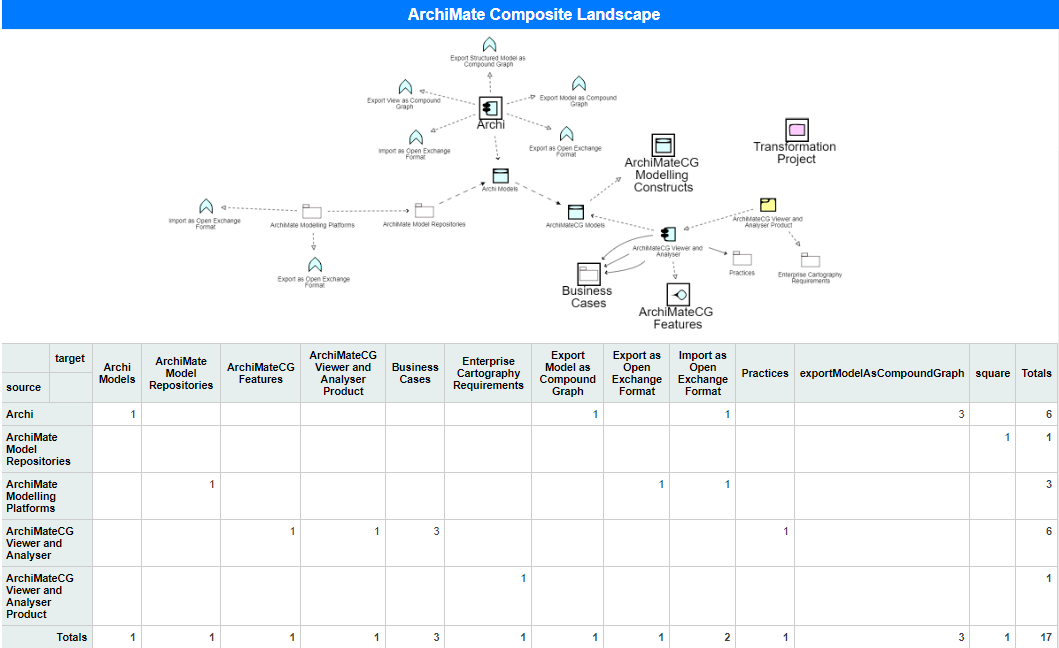 ArchiMate Composite Landscape
Export Structured Model as
Compound Graph
Export View as Compound
Graph
Export Model as Compound
Graph
Archi
Import as Open Exchange
Format
Export as Open Exchange
Format
Transformation
Project
ArchiMateCG
Modelling
Constructs
Archi Models
Import as Open Exchange
Format
ArchiMate Modelling Platforms
ArchiMate Model Repositories
ArchiMateCG Models
ArchiMateCG Viewer and
Analyser Product
ArchiMateCG Viewer and
Analyser
Practices
Enterprise Cartography
Requirements
Export as Open Exchange
Format
Business
Cases
ArchiMateCG
Features
target
source
Archi
Models
ArchiMate
Model
Repositories
ArchiMateCG
Features
ArchiMateCG
Viewer and
Analyser
Product
Business
Cases
Enterprise
Cartography
Requirements
Export
Model as
Compound
Graph
Export as
Open
Exchange
Format
Import as
Open
Exchange
Format
Practices
exportModelAsCompoundGraph
square
Totals
Archi 1 1 1 3 6
ArchiMate
Model
Repositories
1 1
ArchiMate
Modelling
Platforms
1 1 1 3
ArchiMateCG
Viewer and
Analyser
1 1 3 1 6
ArchiMateCG
Viewer and
Analyser
Product
1 1
Totals 1 1 1 1 3 1 1 1 2 1 3 1 17